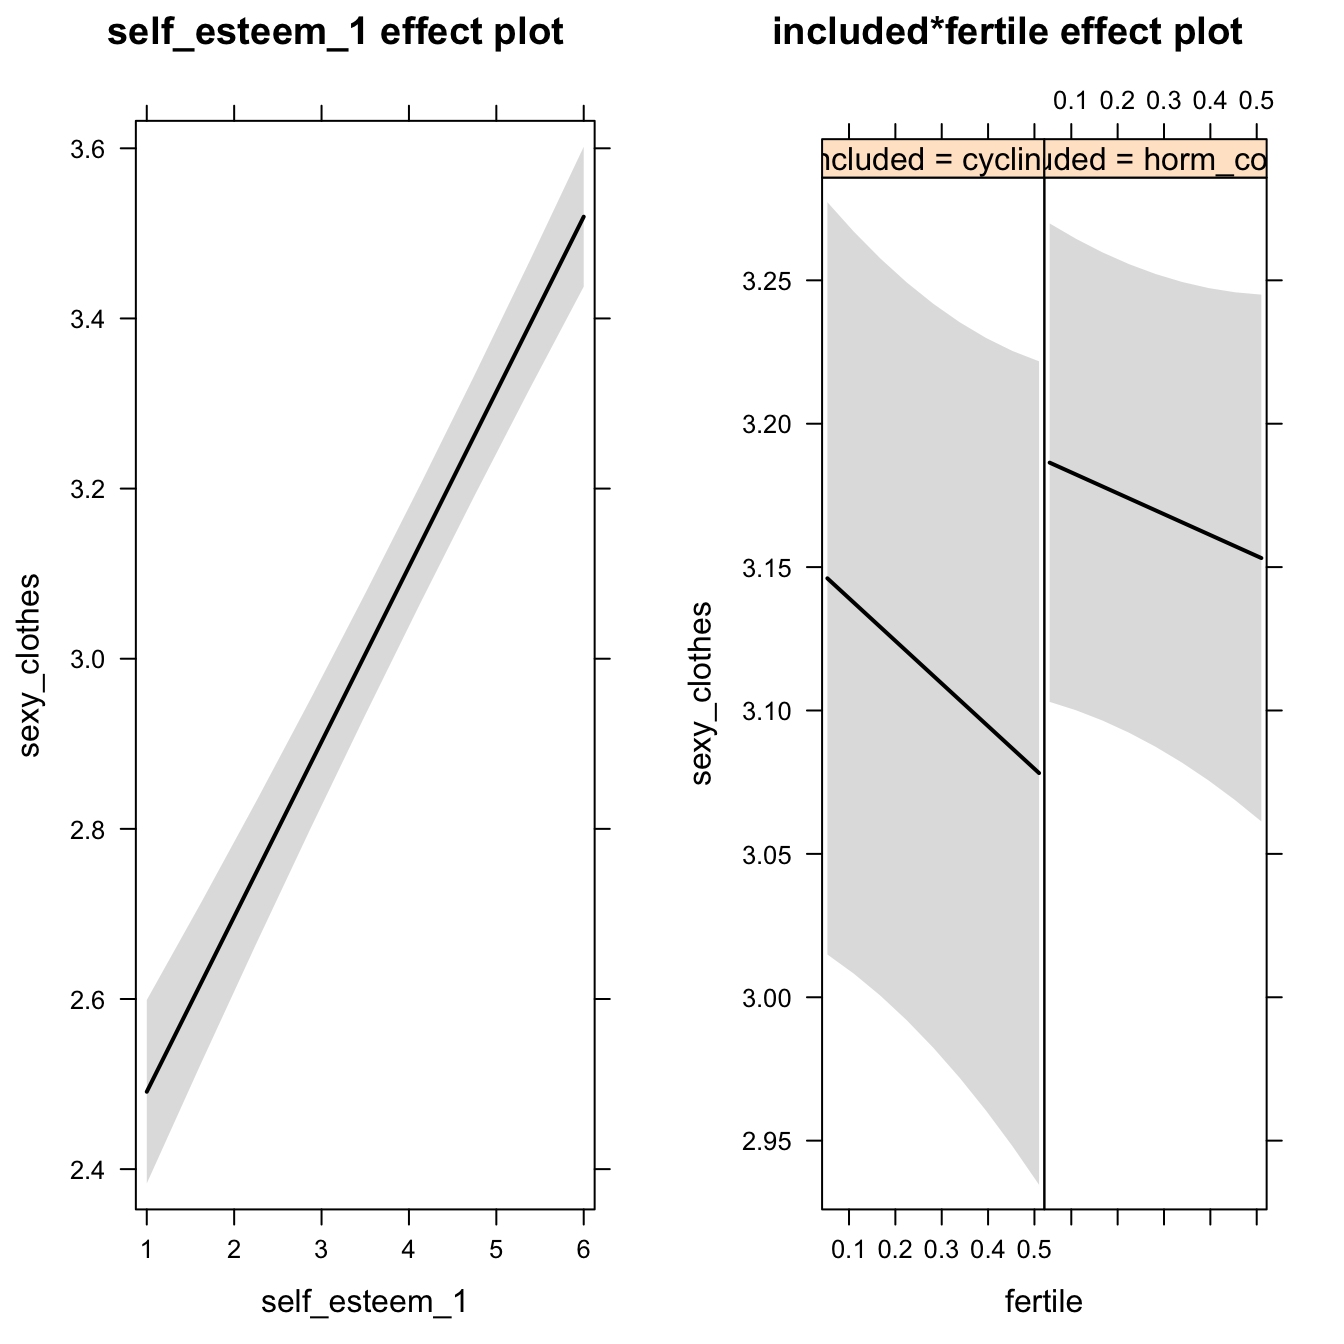 self_esteem_1 effect plot
3.6
3.4
3.2
3.0
2.8
2.6
2.4
sexy_clothes
1 2 3 4 5 6
self_esteem_1
included*fertile effect plot
0.1 0.2 0.3 0.4 0.5
ncluded = cyclin
uded = horm_co
3.25
3.20
3.15
3.10
3.05
3.00
2.95
sexy_clothes
0.1 0.2 0.3 0.4 0.5
fertile